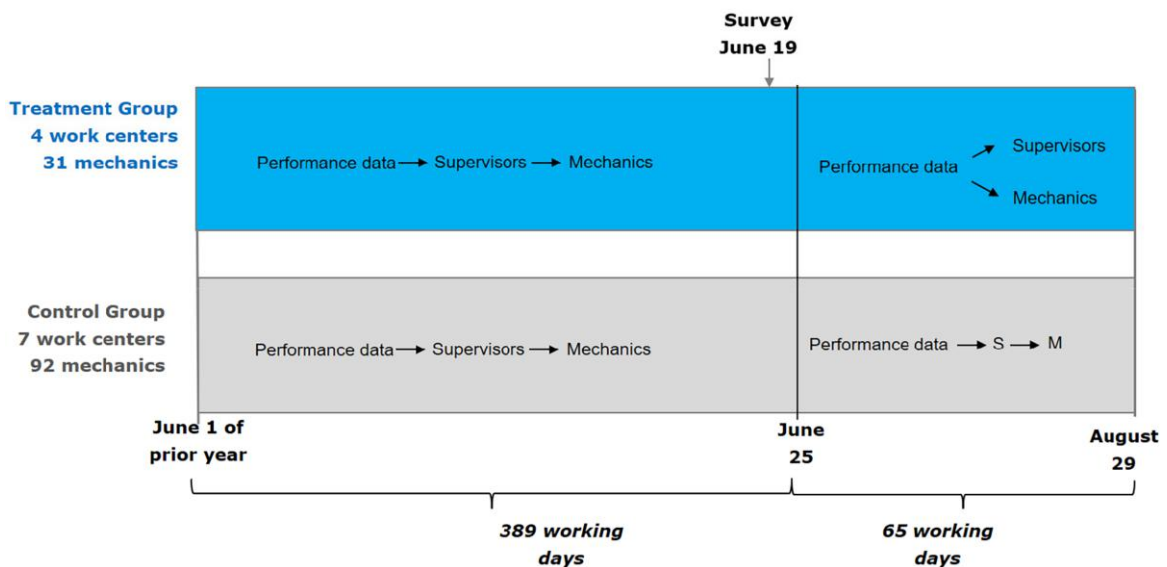 Survey
June 19
Treatment Group
4 work centers
31 mechanics
Performance data Supervisors Mechanics
Performance data
Supervisors
Mechanics
Control Group
7 work centers
92 mechanics
Performance data Supervisors Mechanics
Performance data S M
June 1 of
prior year
June
25
August
29
389 working
days
65 working
days